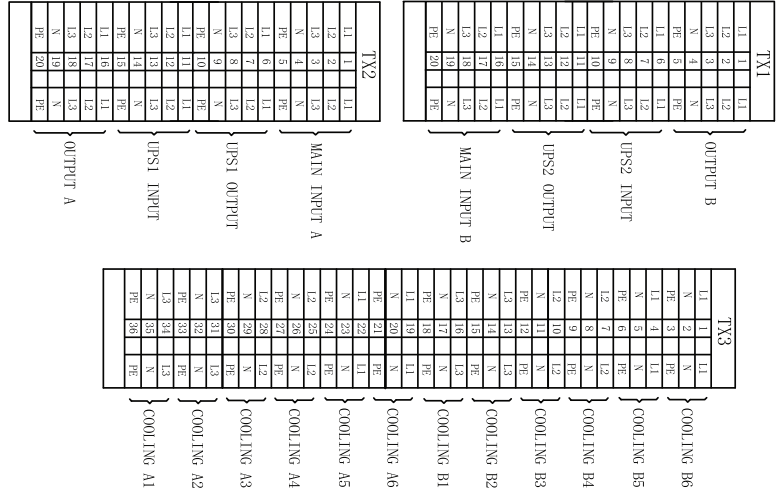 TX1
L1 1 L1
L2 2 L2
L3 3 L3 OUTPUT B
N 4 N
PE 5 PE
L1 6 L1
L2 7 L2
L3 8 L3 UPS2 INPUT
N 9 N
PE 10 PE
L1 11 L1
L2 12 L2
L3 13 L3 UPS2 OUTPUT
N 14 N
PE 15 PE
L1 16 L1
L2 17 L2
L3 18 L3 MAIN INPUT B
N 19 N
PE 20 PE
TX2
L1 1 L1
L2 2 L2
L3 3 L3 MAIN INPUT A
N 4 N
PE 5 PE
L1 6 L1
L2 7 L2
L3 8 L3 UPS1 OUTPUT
N 9 N
PE 10 PE
L1 11 L1
L2 12 L2
L3 13 L3 UPS1 INPUT
N 14 N
PE 15 PE
L1 16 L1
L2 17 L2
L3 18 L3 OUTPUT A
N 19 N
PE 20 PE
TX3
L1 1 L1
N 2 N COOLING B6
PE 3 PE
L1 4 L1
N 5 N COOLING B5
PE 6 PE
L2 7 L2
N 8 N COOLING B4
PE 9 PE
L2 10 L2
N 11 N COOLING B3
PE 12 PE
L3 13 L3
N 14 N COOLING B2
PE 15 PE
L3 16 L3
N 17 N COOLING B1
PE 18 PE
L1 19 L1
N 20 N COOLING A6
PE 21 PE
L1 22 L1
N 23 N COOLING A5
PE 24 PE
L2 25 L2
N 26 N COOLING A4
PE 27 PE
L2 28 L2
N 29 N COOLING A3
PE 30 PE
L3 31 L3
N 32 N COOLING A2
PE 33 PE
L3 34 L3
N 35 N COOLING A1
PE 36 PE